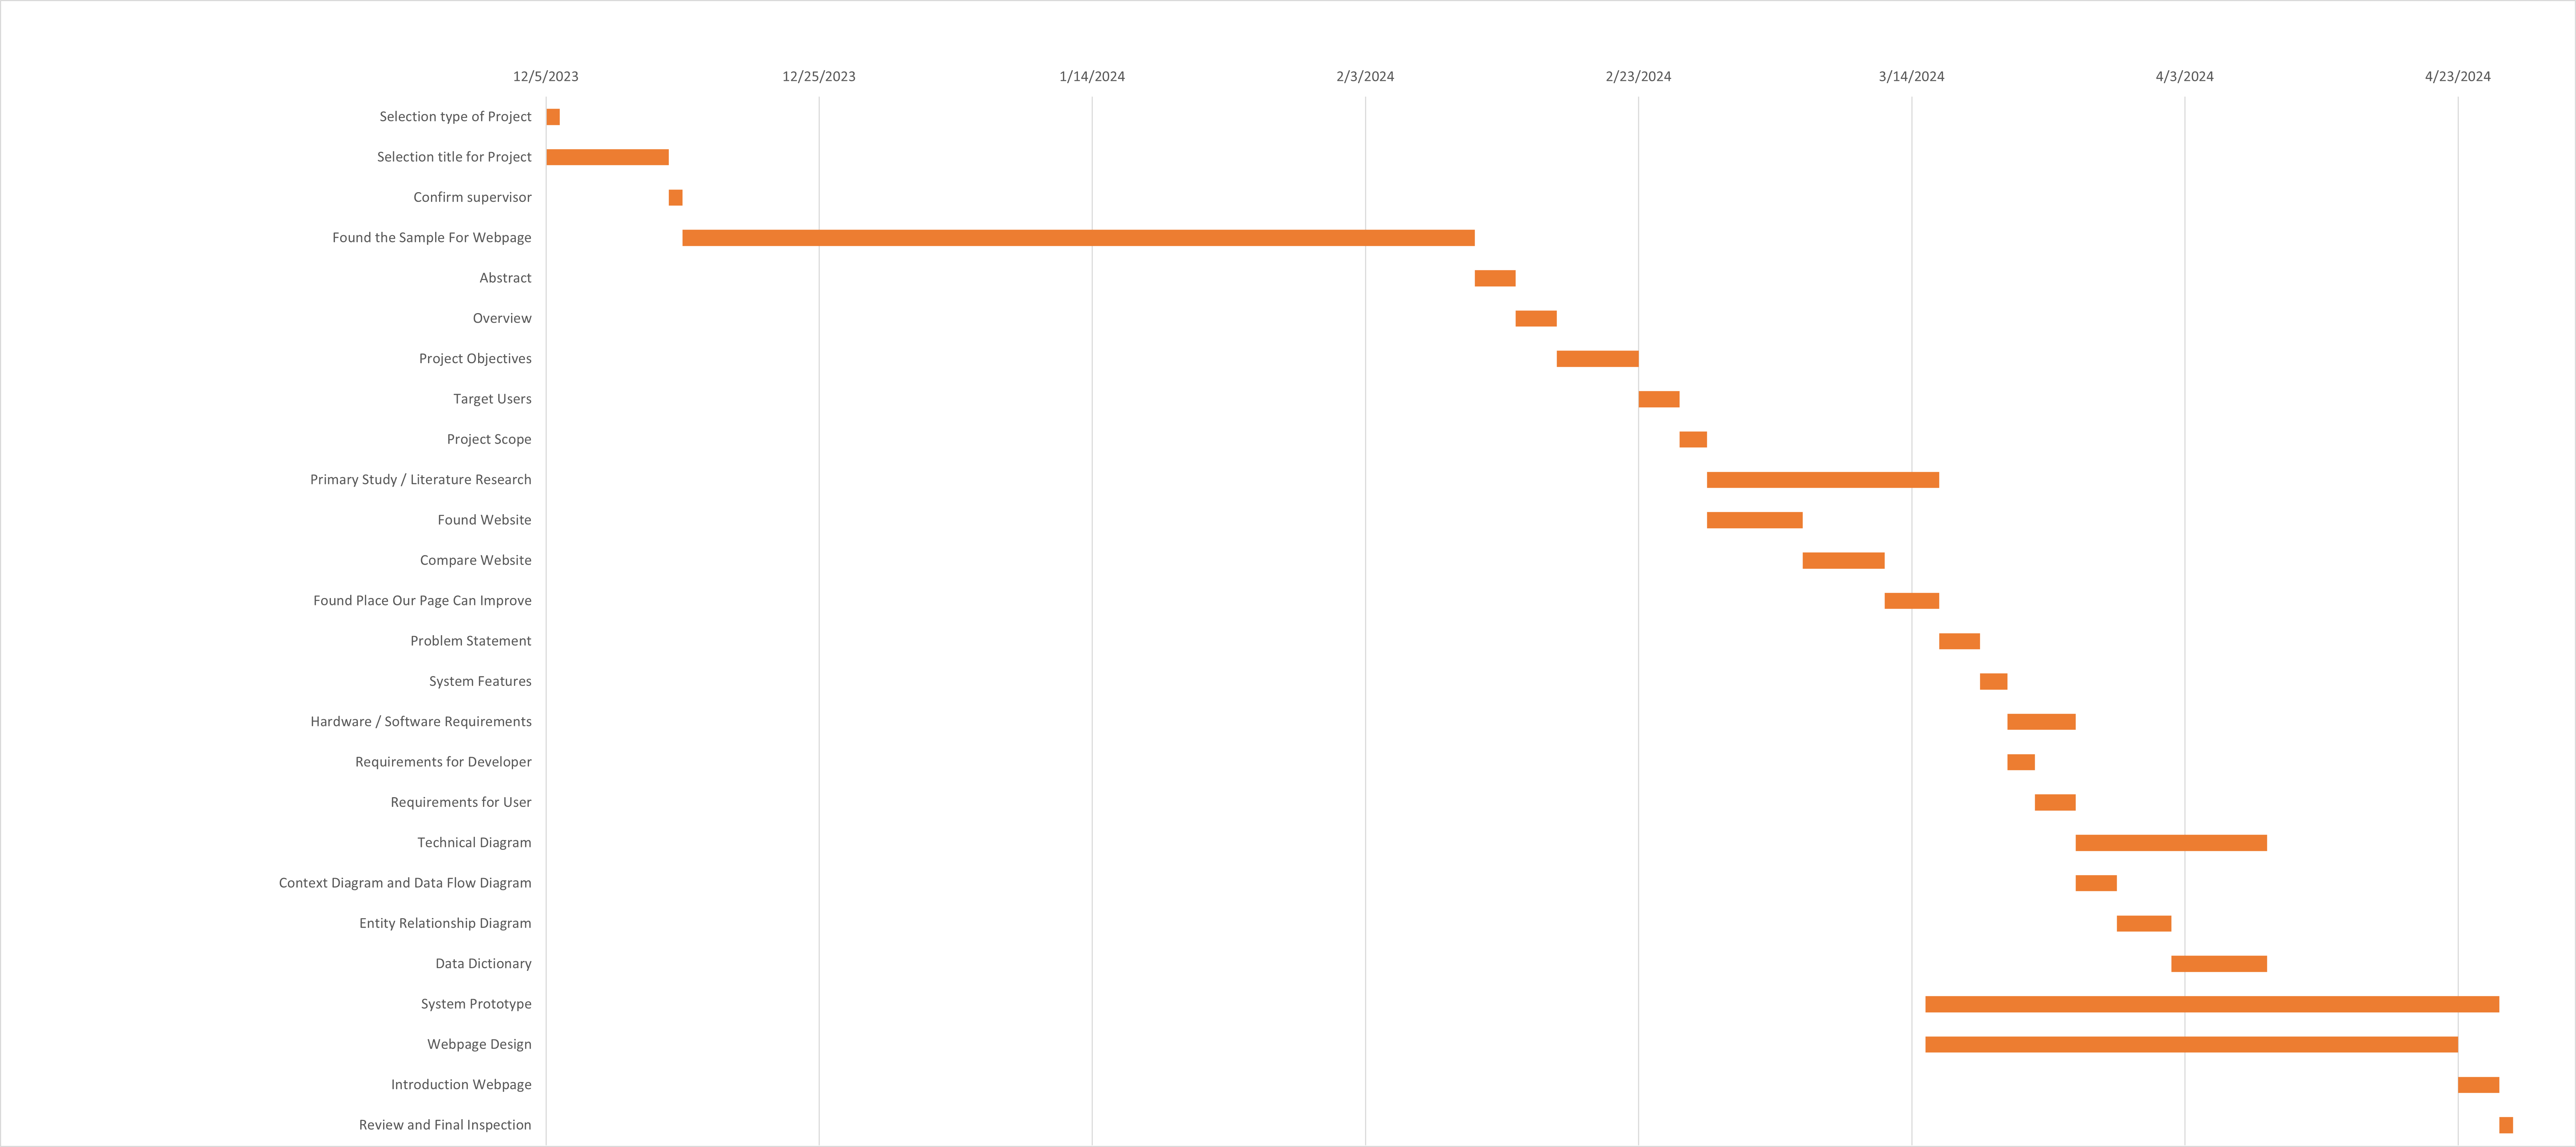 12/5/2023 12/25/2023 1/14/2024 2/3/2024 2/23/2024 3/14/2024 4/3/2024 4/23/2024
Selection type of Project
Selection title for Project
Confirm supervisor
Found the Sample For Webpage
Abstract
Overview
Project Objectives
Target Users
Project Scope
Primary Study / Literature Research
Found Website
Compare Website
Found Place Our Page Can Improve
Problem Statement
System Features
Hardware / Software Requirements
Requirements for Developer
Requirements for User
Technical Diagram
Context Diagram and Data Flow Diagram
Entity Relationship Diagram
Data Dictionary
System Prototype
Webpage Design
Introduction Webpage
Review and Final Inspection